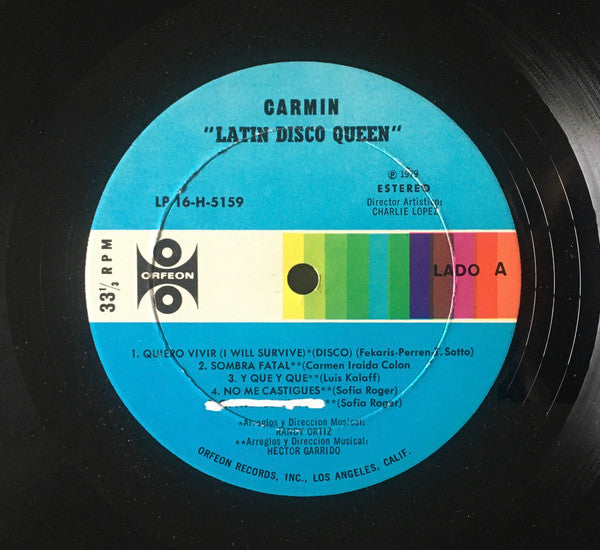 CARMIN
"LATIN DISCO QUEEN"
LP 16-H-5159
℗ 1979
ESTEREO
Director Artistico:
CHARLIE LOPEZ
33⅓ RPM
ORFEON
LADO A
1. QUIERO VIVIR (I WILL SURVIVE)*(DISCO) (Fekaris-Perren-T. Sotto)
2. SOMBRA FATAL**(Carmen Iraida Colon
3. Y QUE Y QUE**(Luis Kalaff)
4. NO ME CASTIGUES**(Sofia Roger)
**(Sofia Roger)
*Arreglos y Direccion Musical:
RANDY ORTIZ
**Arreglos y Direccion Musical:
HECTOR GARRIDO
ORFEON RECORDS, INC., LOS ANGELES, CALIF.